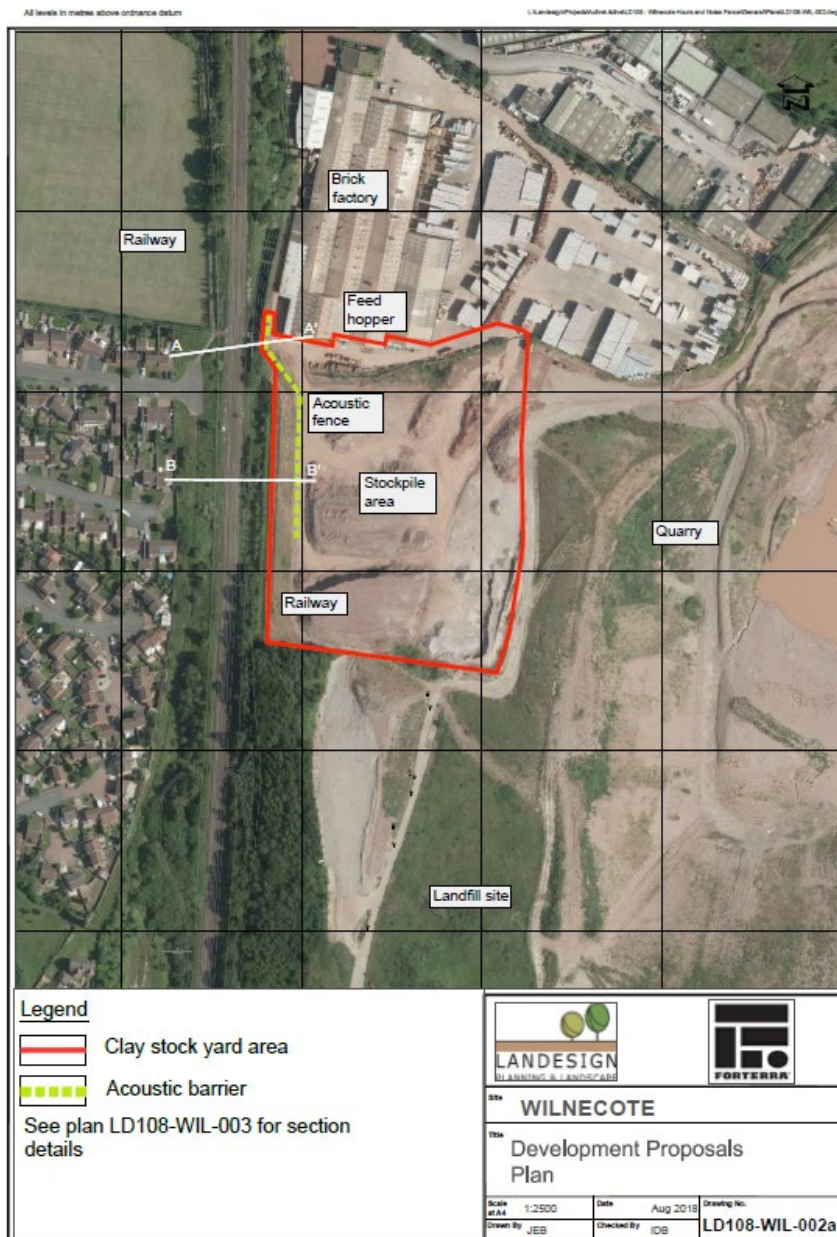 All levels in metres above ordnance datum
Brick
factory
Railway
Feed
hopper
A
A'
Acoustic
fence
B
B'
Stockpile
area
Quarry
Railway
Landfill site
N
Legend
Clay stock yard area
Acoustic barrier
See plan LD108-WIL-003 for section
details
LANDESIGN
PLANNING & LANDSCAPE
FORTERRA
Site
WILNECOTE
Title
Development Proposals
Plan
Scale
at A4
1:2500
Date
Aug 2018
Drawing No.
LD108-WIL-002a
Drawn By
JEB
Checked By
IDB